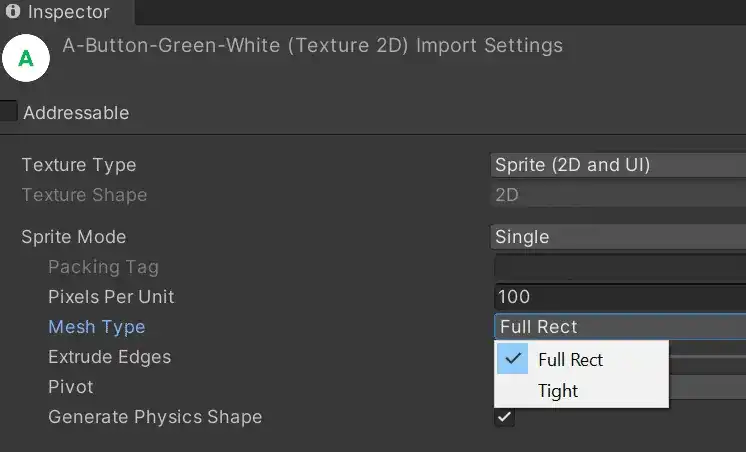 Inspector
A
A-Button-Green-White (Texture 2D) Import Settings
Addressable
Texture Type Sprite (2D and UI)
Texture Shape 2D
Sprite Mode Single
Packing Tag
Pixels Per Unit 100
Mesh Type Full Rect
Extrude Edges Full Rect
Pivot Tight
Generate Physics Shape